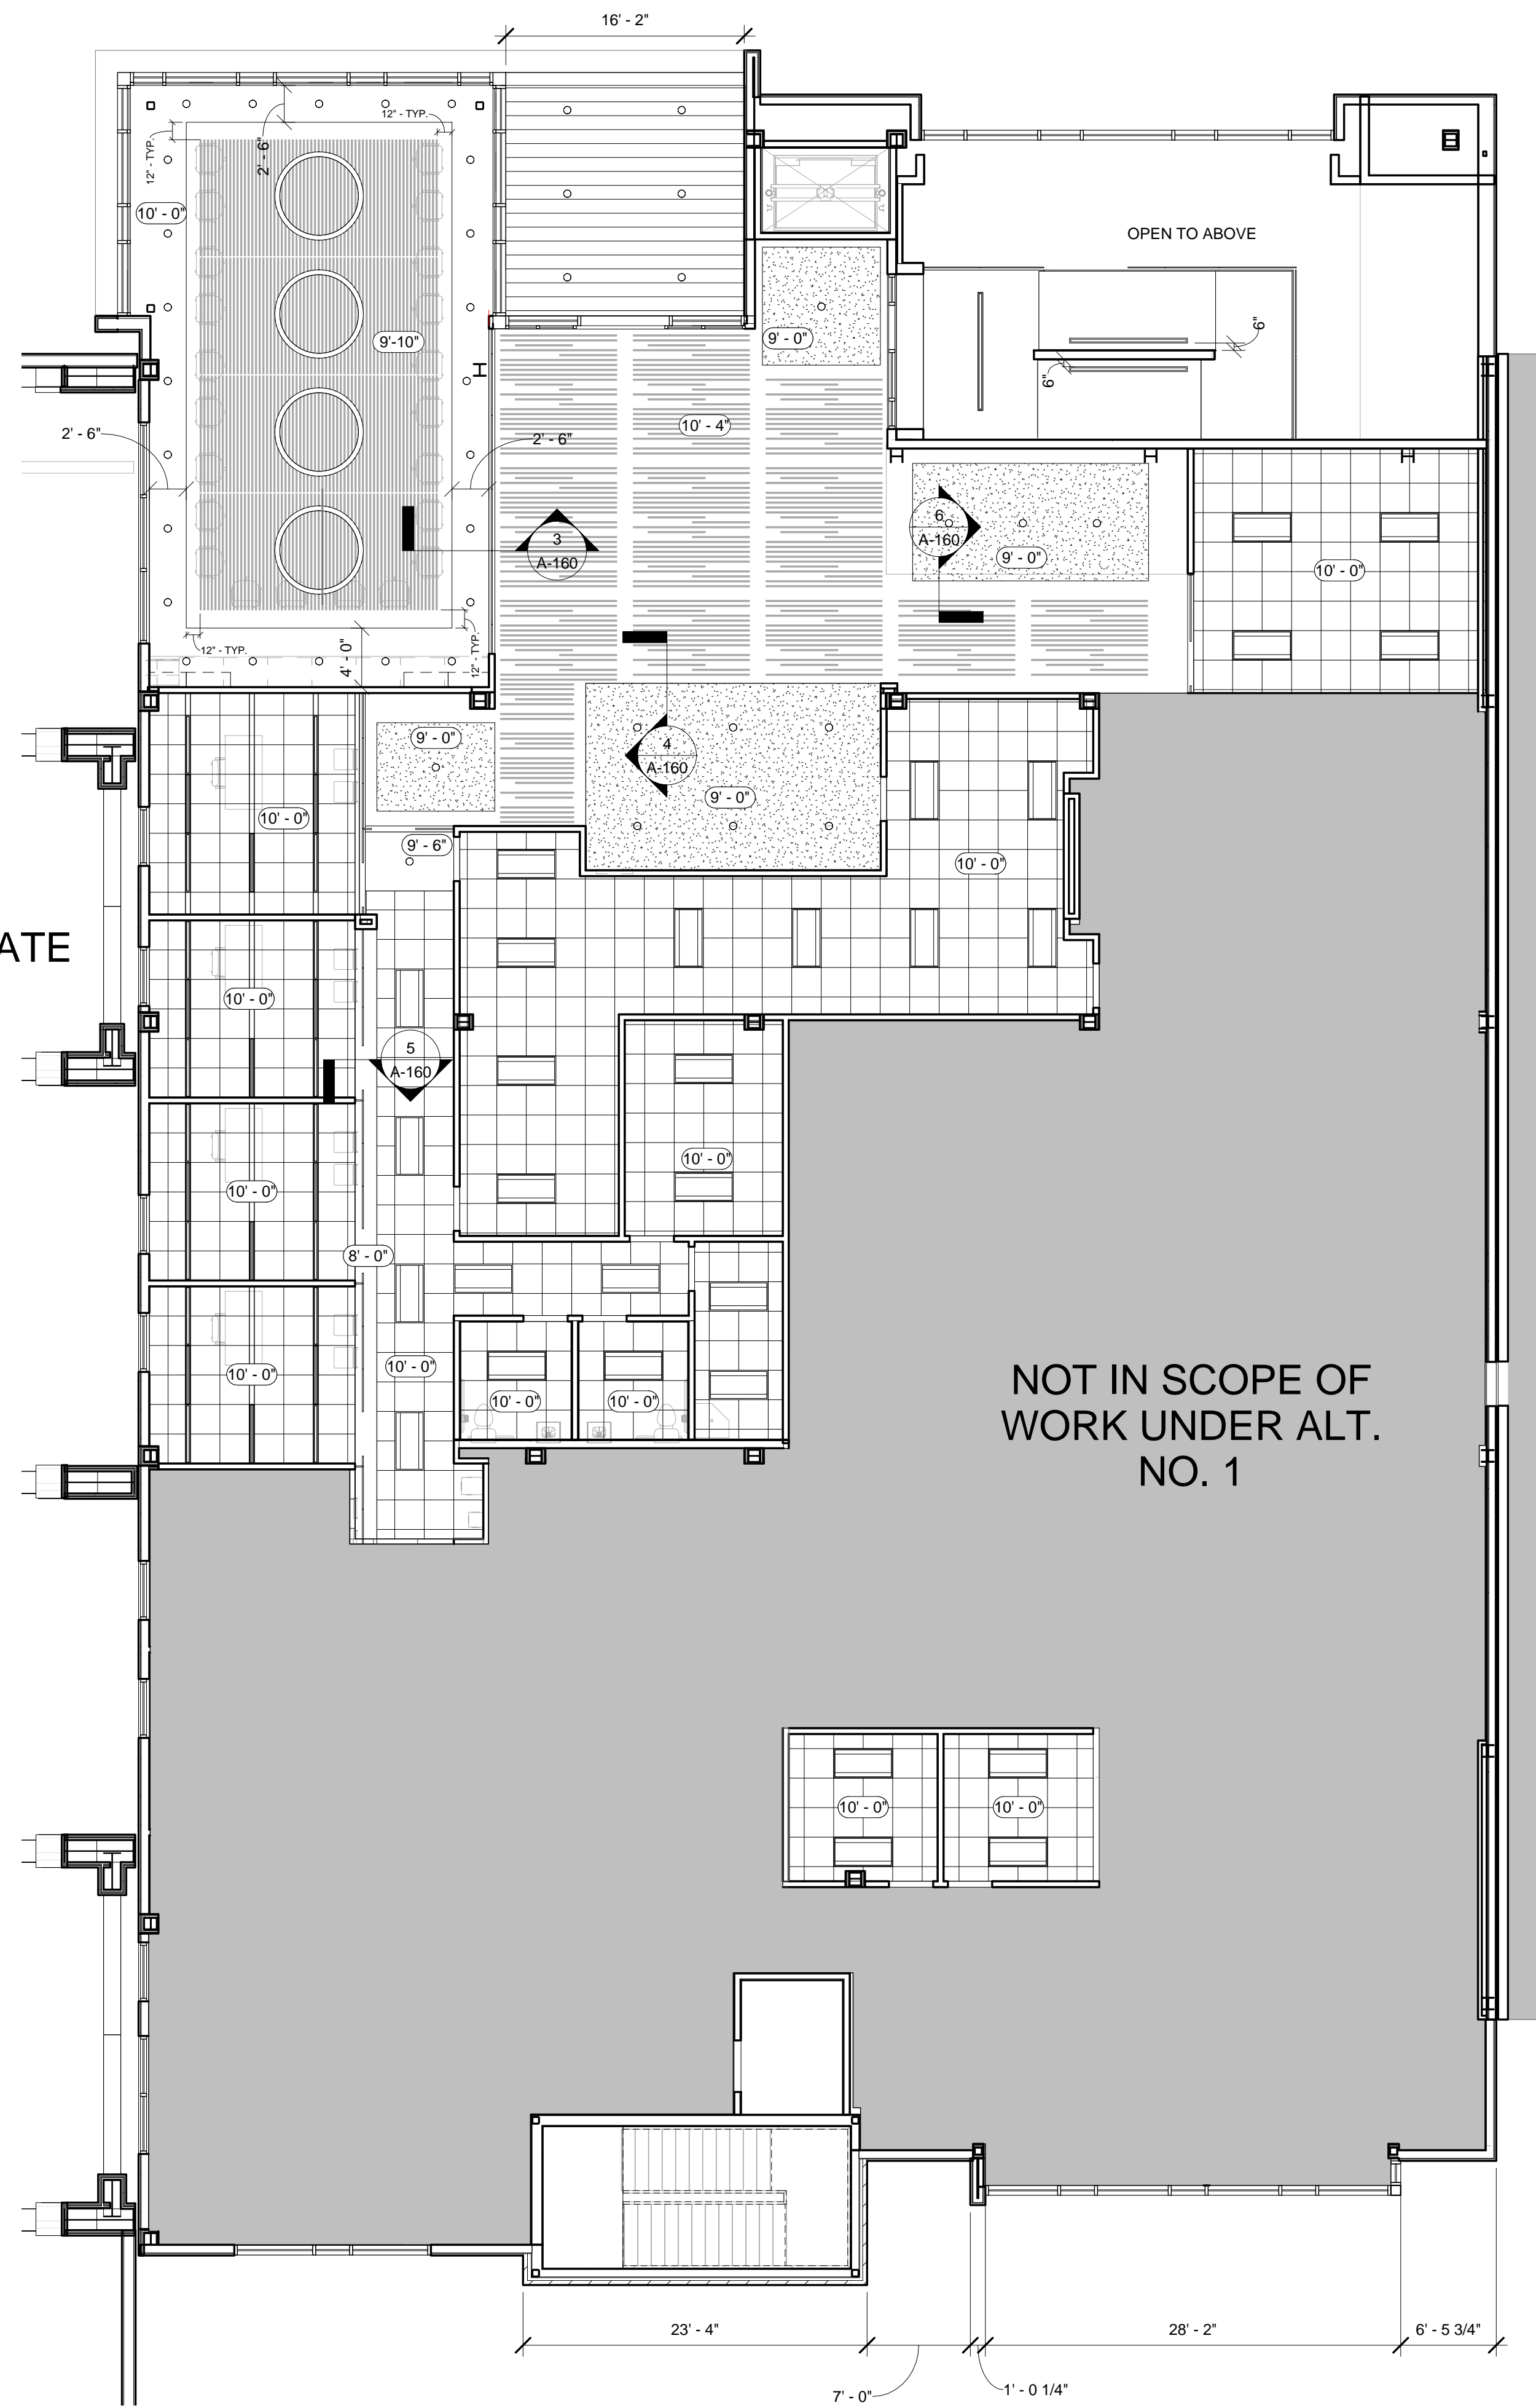 16' - 2"
12" - TYP.
12" - TYP.
2' - 6"
10' - 0"
OPEN TO ABOVE
9'-10"
9' - 0"
6"
6"
2' - 6"
2' - 6"
10' - 4"
3
A-160
6
A-160
9' - 0"
10' - 0"
12" - TYP.
4' - 0"
12" - TYP.
9' - 0"
4
A-160
9' - 0"
10' - 0"
9' - 6"
10' - 0"
ATE
10' - 0"
5
A-160
10' - 0"
10' - 0"
8' - 0"
10' - 0"
10' - 0"
10' - 0"
10' - 0"
NOT IN SCOPE OF
WORK UNDER ALT.
NO. 1
10' - 0"
10' - 0"
23' - 4"
28' - 2"
6' - 5 3/4"
7' - 0"
1' - 0 1/4"